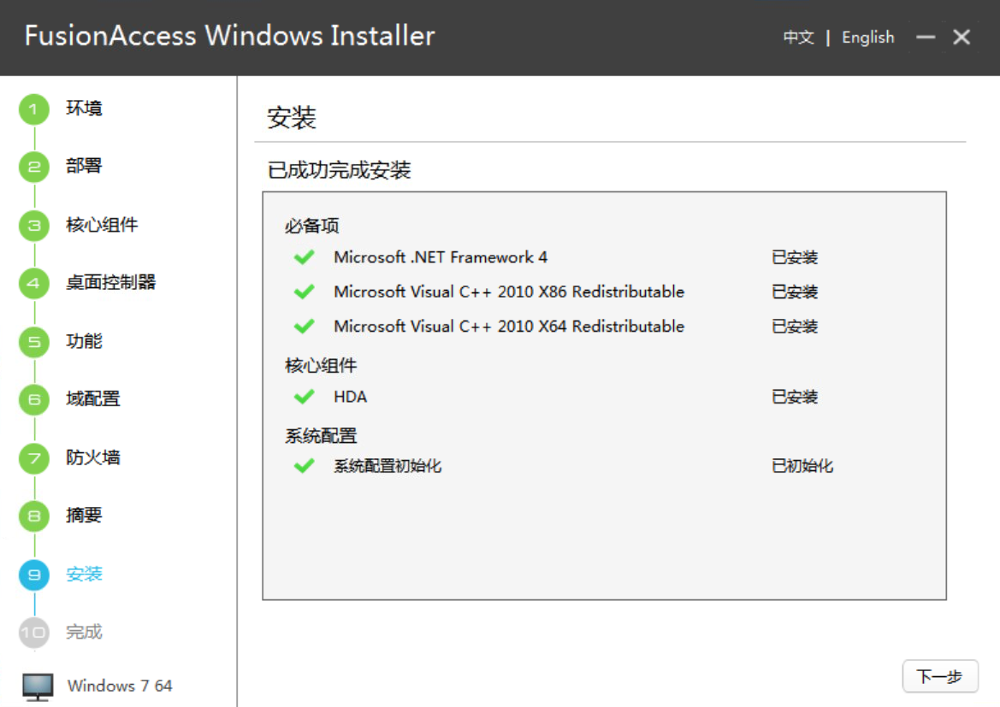 FusionAccess Windows Installer
中文 | English
1 环境
2 部署
3 核心组件
4 桌面控制器
5 功能
6 域配置
7 防火墙
8 摘要
9 安装
10 完成
Windows 7 64
安装
已成功完成安装
必备项
Microsoft .NET Framework 4 已安装
Microsoft Visual C++ 2010 X86 Redistributable 已安装
Microsoft Visual C++ 2010 X64 Redistributable 已安装
核心组件
HDA 已安装
系统配置
系统配置初始化 已初始化
下一步